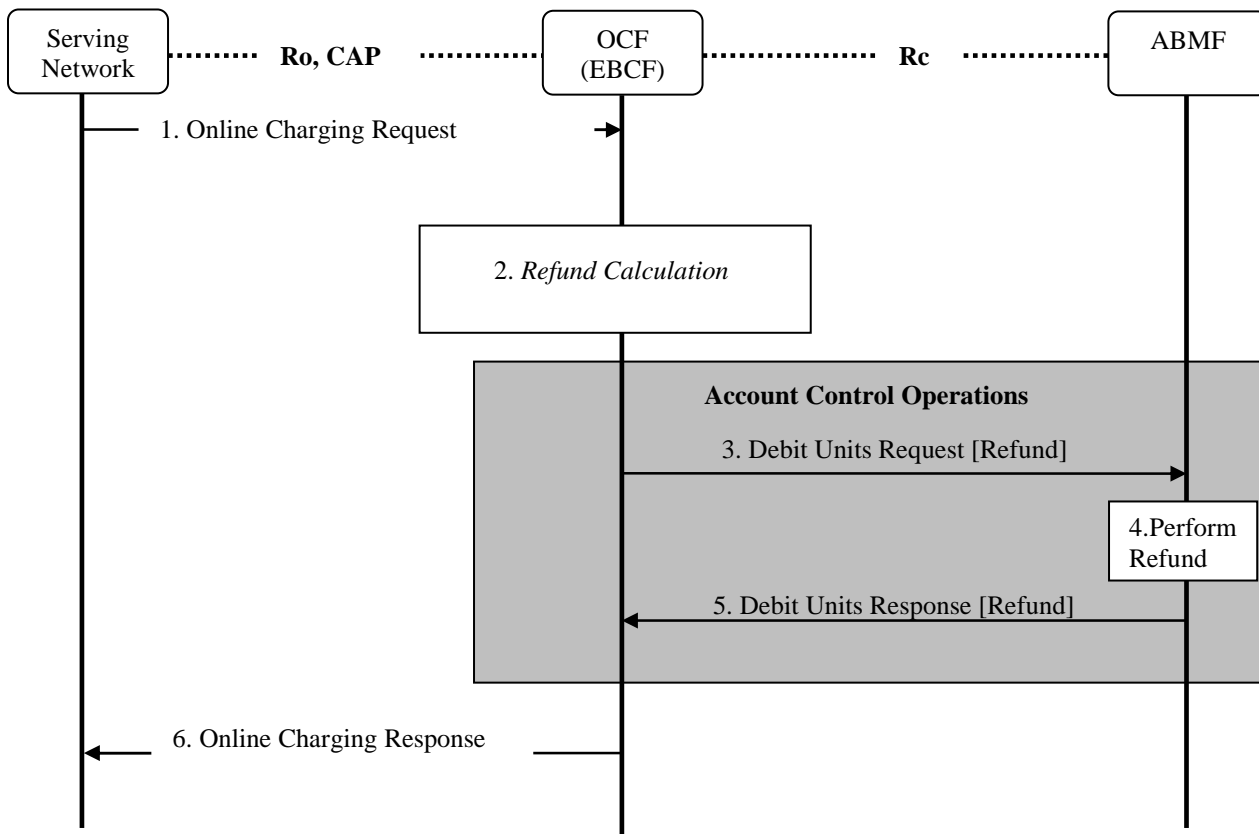 Serving
Network
Ro, CAP
OCF
(EBCF)
Rc
ABMF
1. Online Charging Request
2. Refund Calculation
Account Control Operations
3. Debit Units Request [Refund]
4.Perform
Refund
5. Debit Units Response [Refund]
6. Online Charging Response